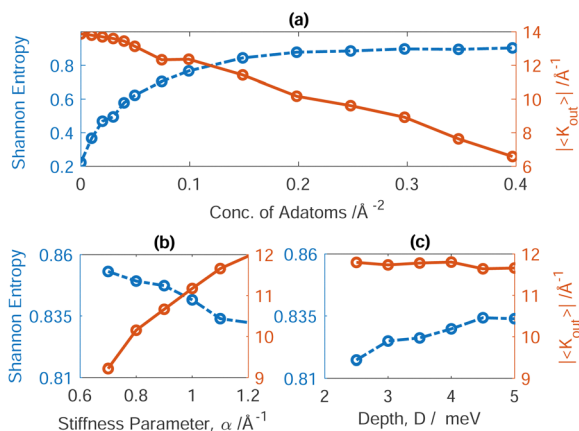 (a)
Shannon Entropy
0.8
0.6
0.4
0.2
14
12
10
8
6
|<K_out>| /Å^-1
0 0.1 0.2 0.3 0.4
Conc. of Adatoms /Å^-2
(b)
Shannon Entropy
0.86
0.835
0.81
12
11
10
9
0.6 0.8 1 1.2
Stiffness Parameter, α /Å^-1
(c)
0.86
0.835
0.81
12
11
10
9
|<K_out>| /Å^-1
2 3 4 5
Depth, D / meV